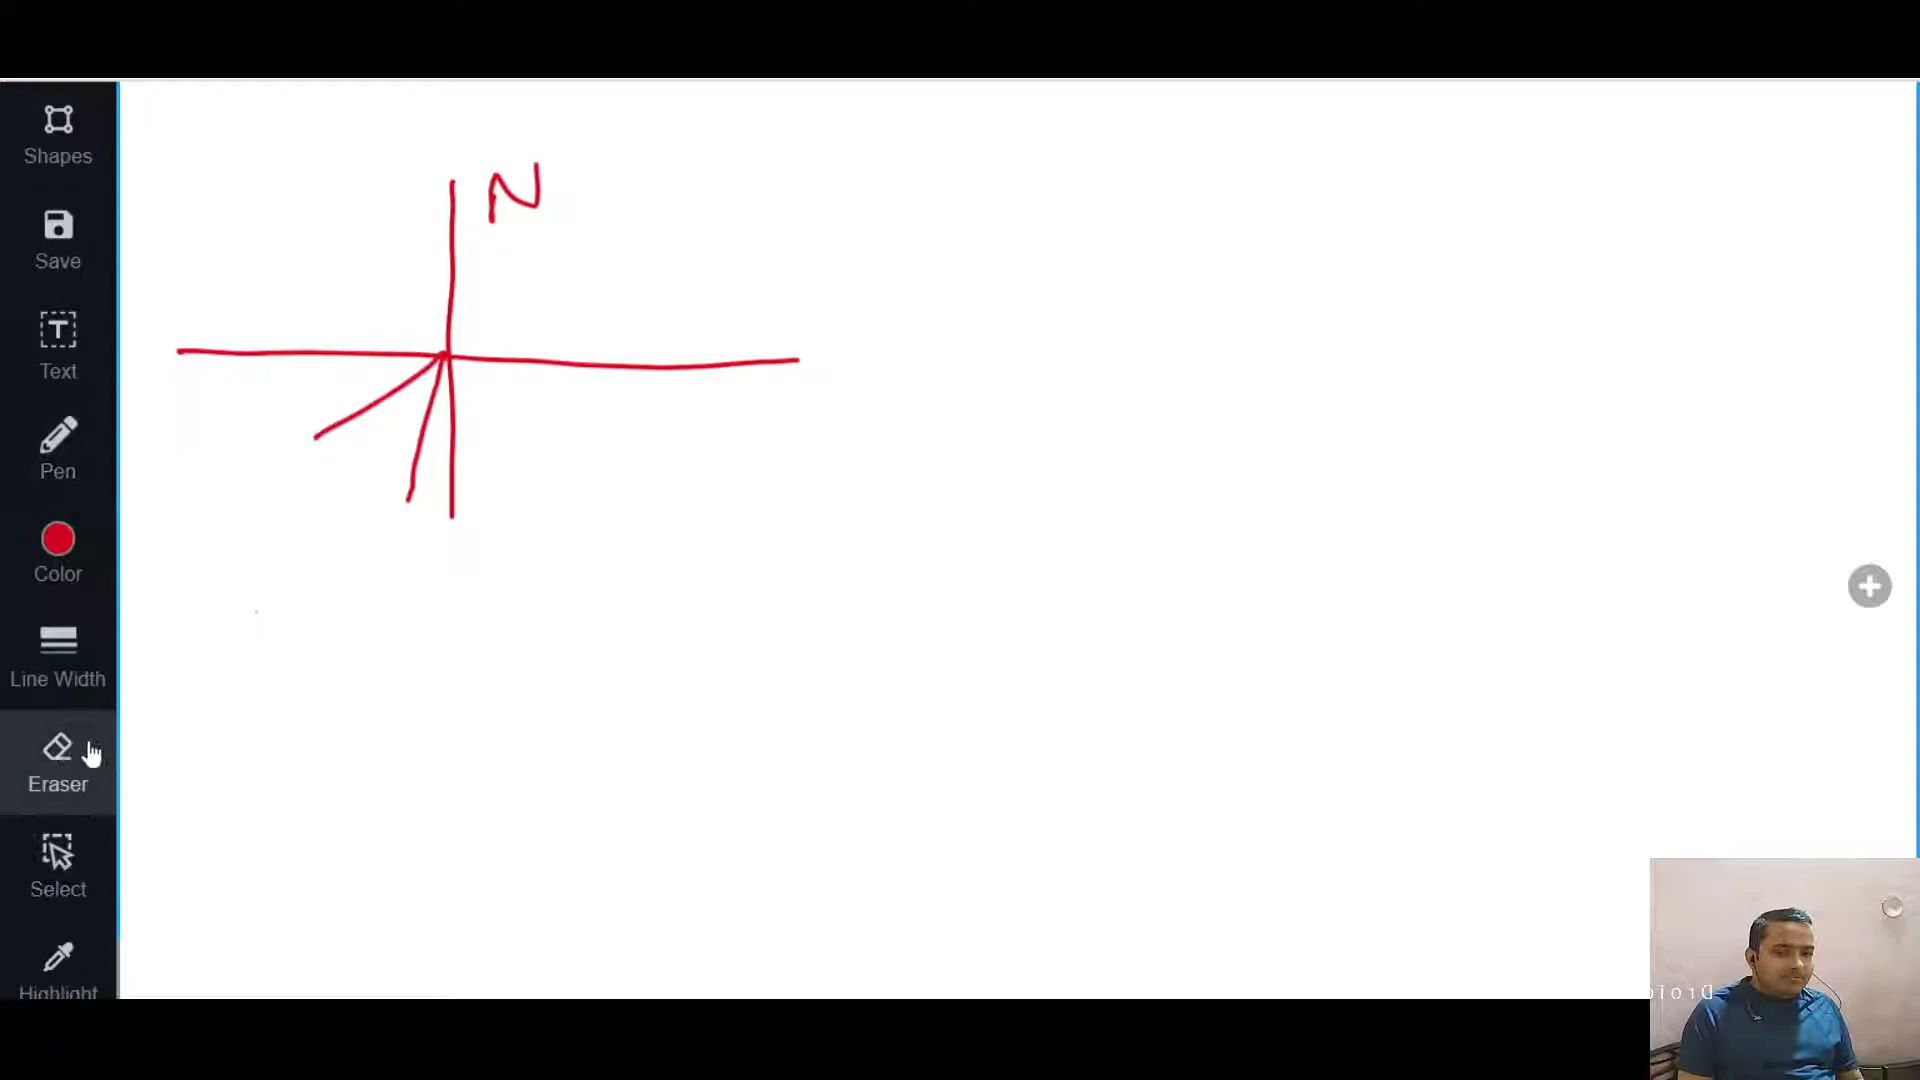 Shapes
N
Save
Text
Pen
Color
Line Width
Eraser
Select
Highlight